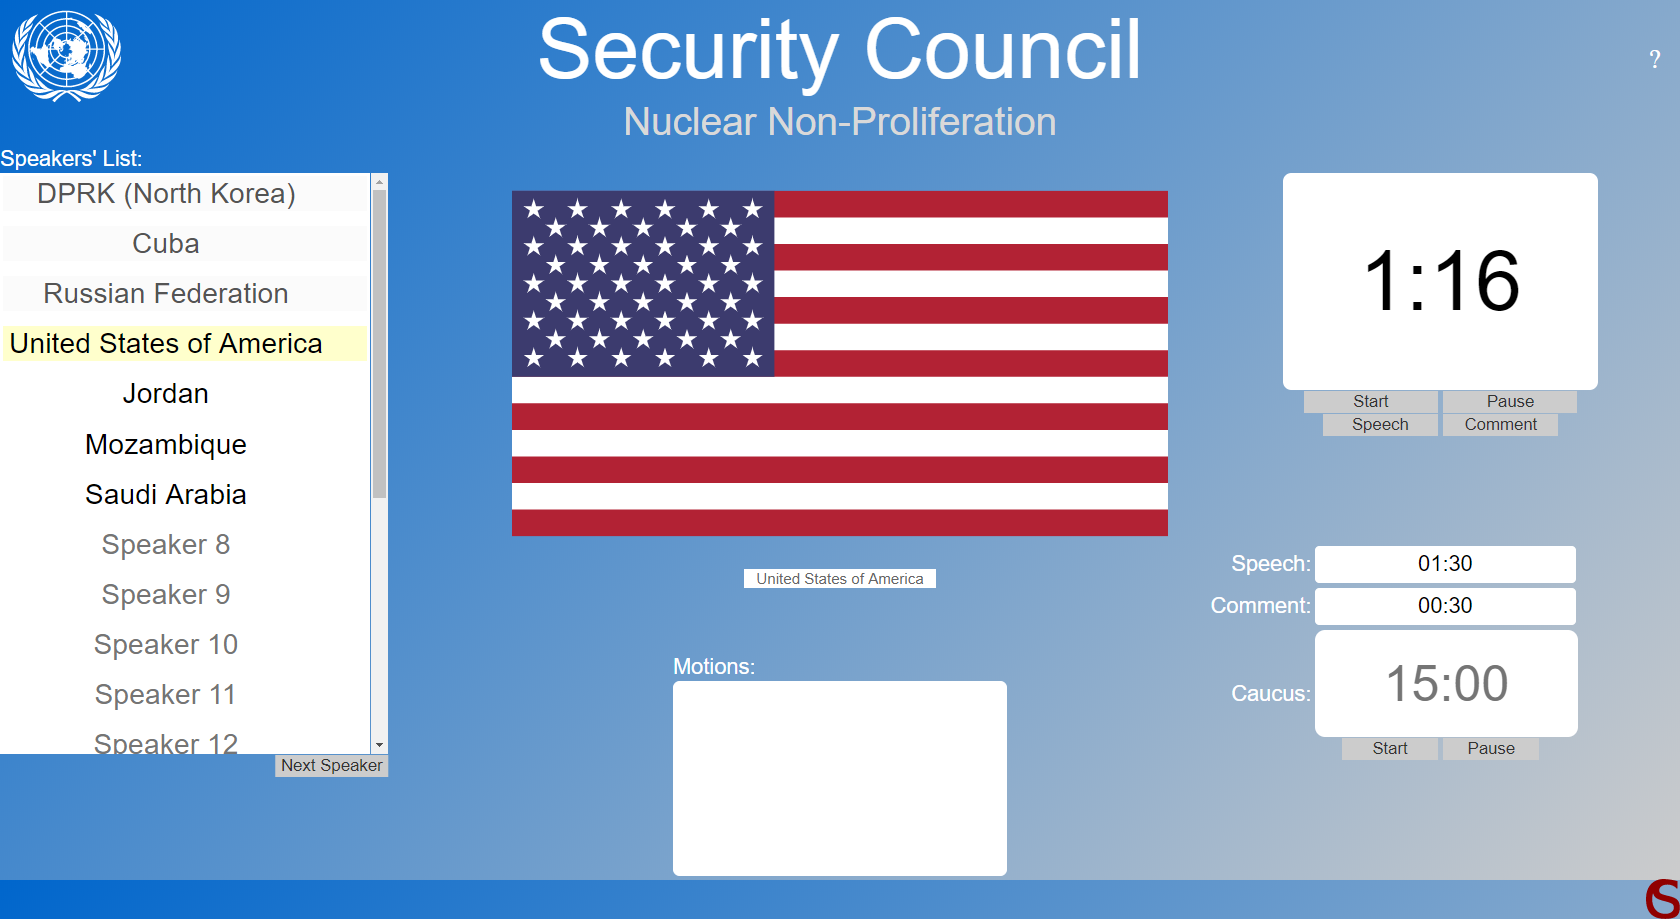 Security Council
?
Nuclear Non-Proliferation
Speakers' List:
DPRK (North Korea)
Cuba
Russian Federation
United States of America
Jordan
Mozambique
Saudi Arabia
Speaker 8
Speaker 9
Speaker 10
Speaker 11
Speaker 12
Next Speaker
United States of America
Motions:
1:16
Start Pause
Speech Comment
Speech: 01:30
Comment: 00:30
Caucus: 15:00
Start Pause